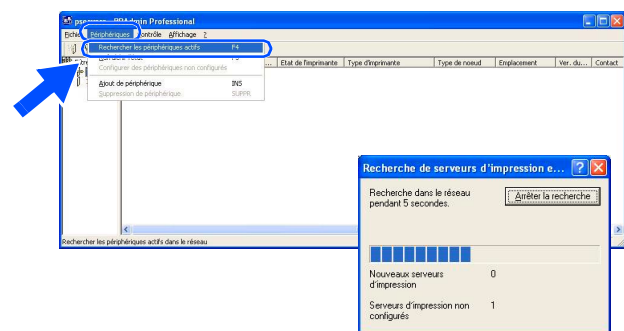 BRAdmin Professional
Périphériques Contrôle Affichage ?
Rechercher les périphériques actifs F4
F5
Configurer des périphériques non configurés
Ajout de périphérique INS
Suppression de périphérique SUPPR
... Etat de l'imprimante Type d'imprimante Type de noeud Emplacement Ver. du... Contact
Rechercher les périphériques actifs dans le réseau
Recherche de serveurs d'impression e...
Recherche dans le réseau
pendant 5 secondes.
Arrêter la recherche
Nouveaux serveurs
d'impression
0
Serveurs d'impression non
configurés
1